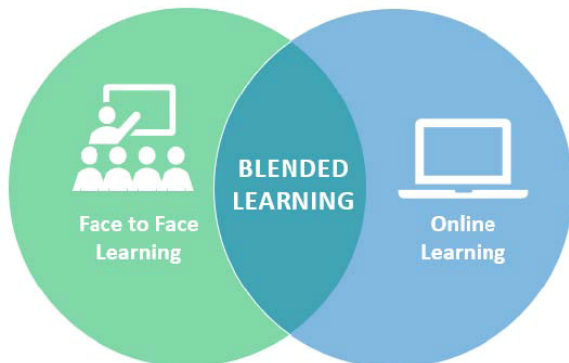 BLENDED
LEARNING
Face to Face
Learning
Online
Learning